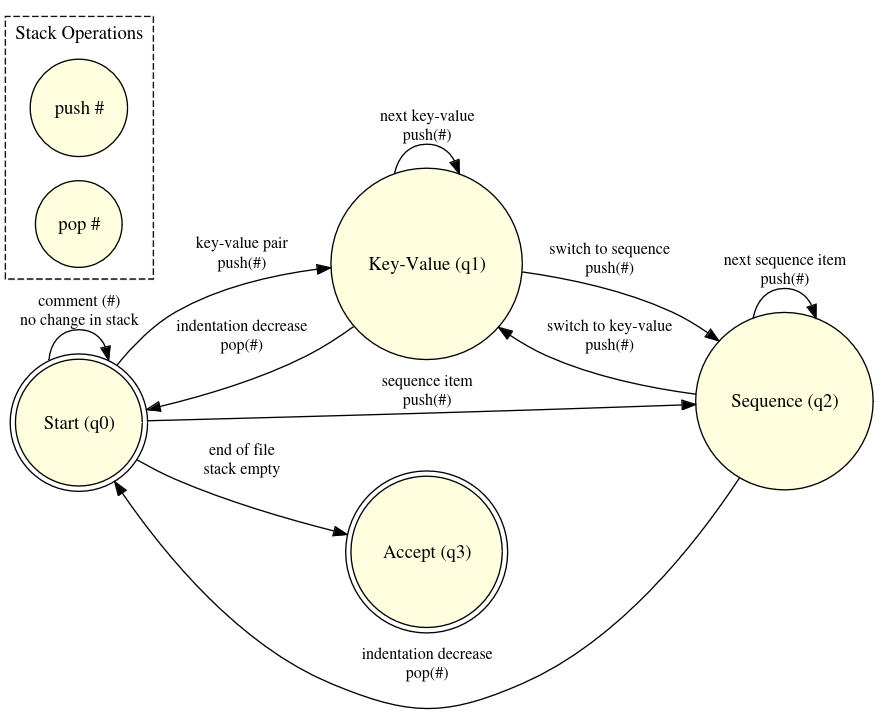 Stack Operations
push #
pop #
next key-value
push(#)
Key-Value (q1)
key-value pair
push(#)
switch to sequence
push(#)
next sequence item
push(#)
comment (#)
no change in stack
indentation decrease
pop(#)
switch to key-value
push(#)
sequence item
push(#)
Sequence (q2)
Start (q0)
end of file
stack empty
Accept (q3)
indentation decrease
pop(#)